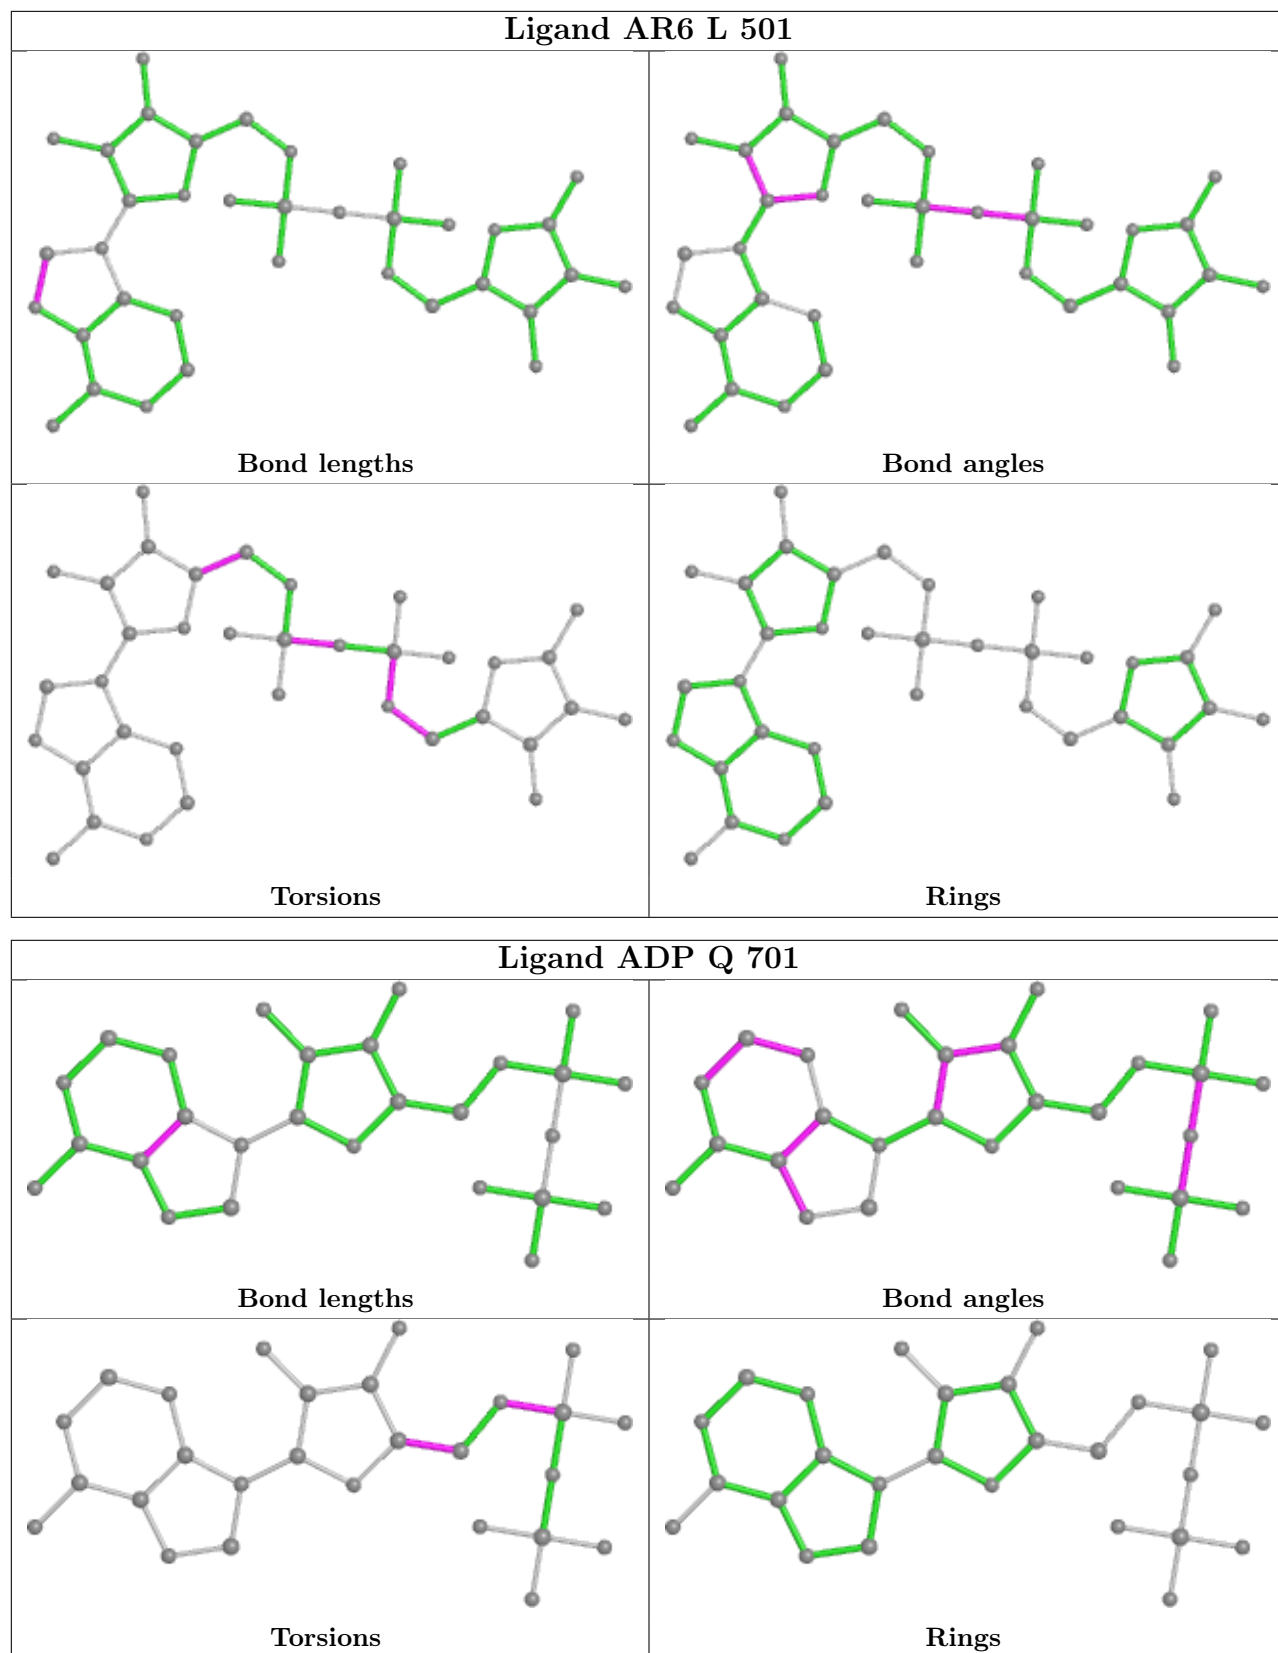 Ligand AR6 L 501
Bond lengths
Bond angles
Torsions
Rings
Ligand ADP Q 701
Bond lengths
Bond angles
Torsions
Rings